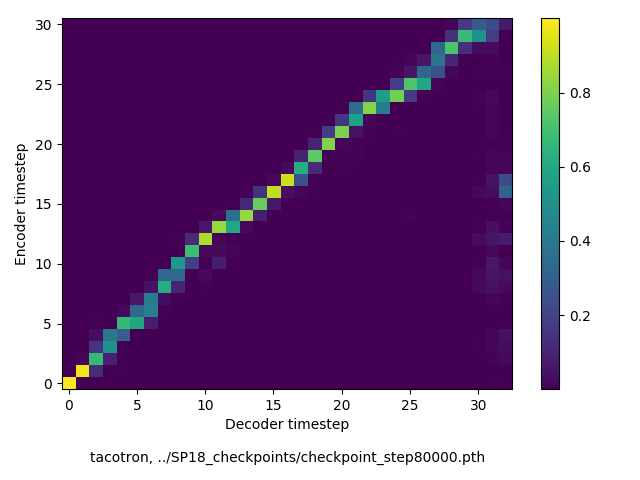 30
25
20
15
10
5
0
Encoder timestep
0 5 10 15 20 25 30
Decoder timestep
0.8
0.6
0.4
0.2
tacotron, ../SP18_checkpoints/checkpoint_step80000.pth